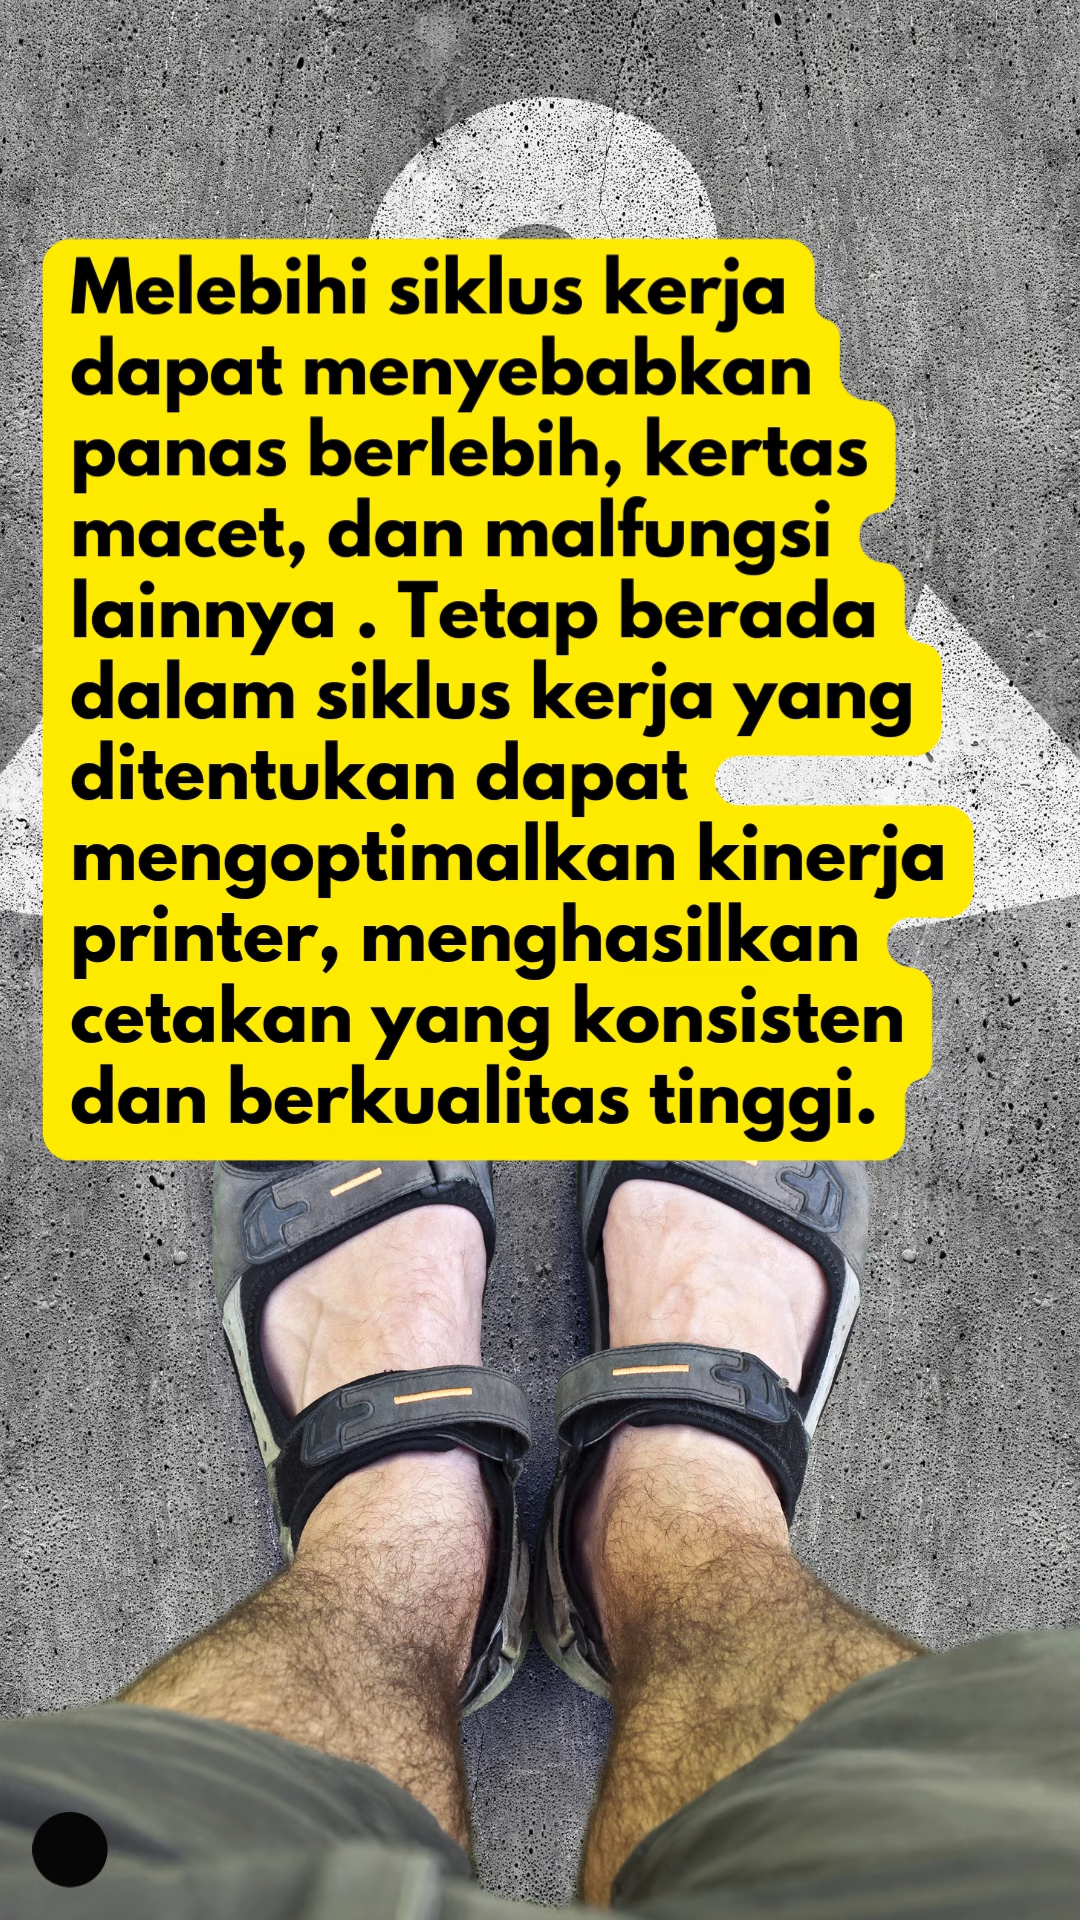 Melebihi siklus kerja
dapat menyebabkan
panas berlebih, kertas
macet, dan malfungsi
lainnya . Tetap berada
dalam siklus kerja yang
ditentukan dapat
mengoptimalkan kinerja
printer, menghasilkan
cetakan yang konsisten
dan berkualitas tinggi.